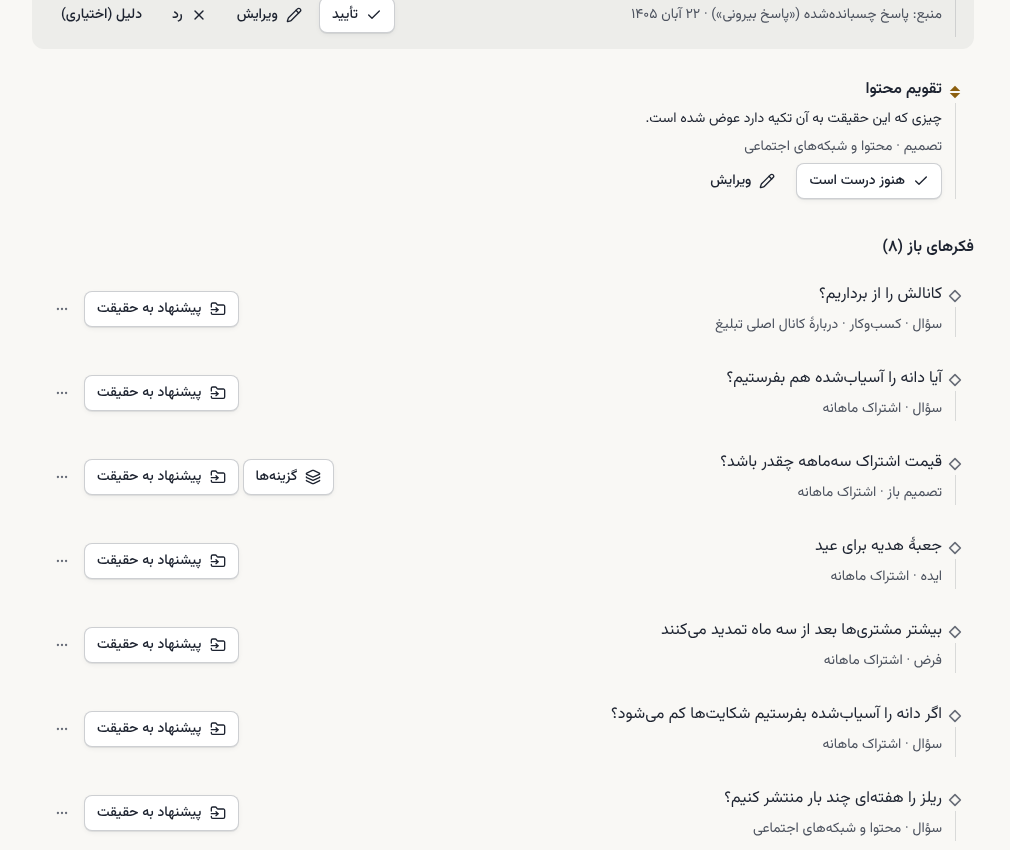 منبع: پاسخ چسبانده‌شده («پاسخ بیرونی») · ۲۲ آبان ۱۴۰۵
تأیید ویرایش رد دلیل (اختیاری)
تقویم محتوا
چیزی که این حقیقت به آن تکیه دارد عوض شده است.
تصمیم · محتوا و شبکه‌های اجتماعی
هنوز درست است ویرایش
فکرهای باز (۸)
کانالش را از برداریم؟
پیشنهاد به حقیقت ...
سؤال · کسب‌وکار · دربارهٔ کانال اصلی تبلیغ
آیا دانه را آسیاب‌شده هم بفرستیم؟
پیشنهاد به حقیقت ...
سؤال · اشتراک ماهانه
قیمت اشتراک سه‌ماهه چقدر باشد؟
گزینه‌ها پیشنهاد به حقیقت ...
تصمیم باز · اشتراک ماهانه
جعبهٔ هدیه برای عید
پیشنهاد به حقیقت ...
ایده · اشتراک ماهانه
بیشتر مشتری‌ها بعد از سه ماه تمدید می‌کنند
پیشنهاد به حقیقت ...
فرض · اشتراک ماهانه
اگر دانه را آسیاب‌شده بفرستیم شکایت‌ها کم می‌شود؟
پیشنهاد به حقیقت ...
سؤال · اشتراک ماهانه
ریلز را هفته‌ای چند بار منتشر کنیم؟
پیشنهاد به حقیقت ...
سؤال · محتوا و شبکه‌های اجتماعی